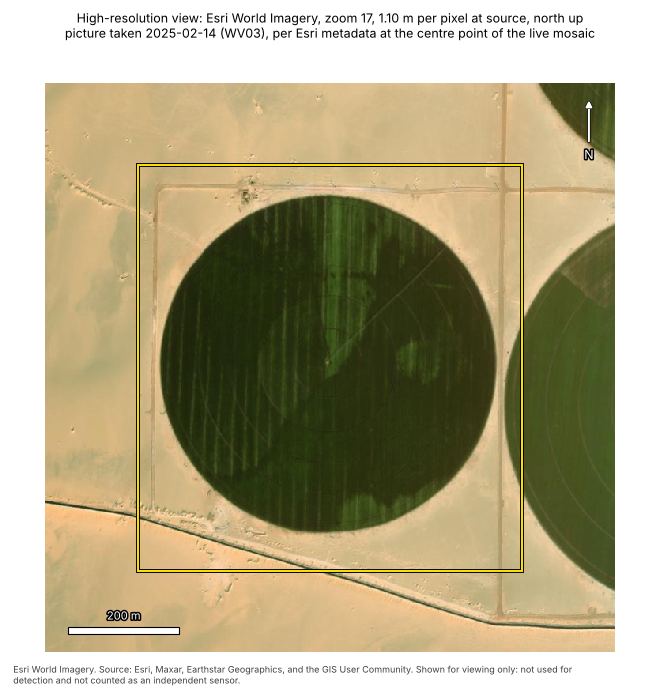 High-resolution view: Esri World Imagery, zoom 17, 1.10 m per pixel at source, north up
picture taken 2025-02-14 (WV03), per Esri metadata at the centre point of the live mosaic
N
200 m
Esri World Imagery. Source: Esri, Maxar, Earthstar Geographics, and the GIS User Community. Shown for viewing only: not used for
detection and not counted as an independent sensor.